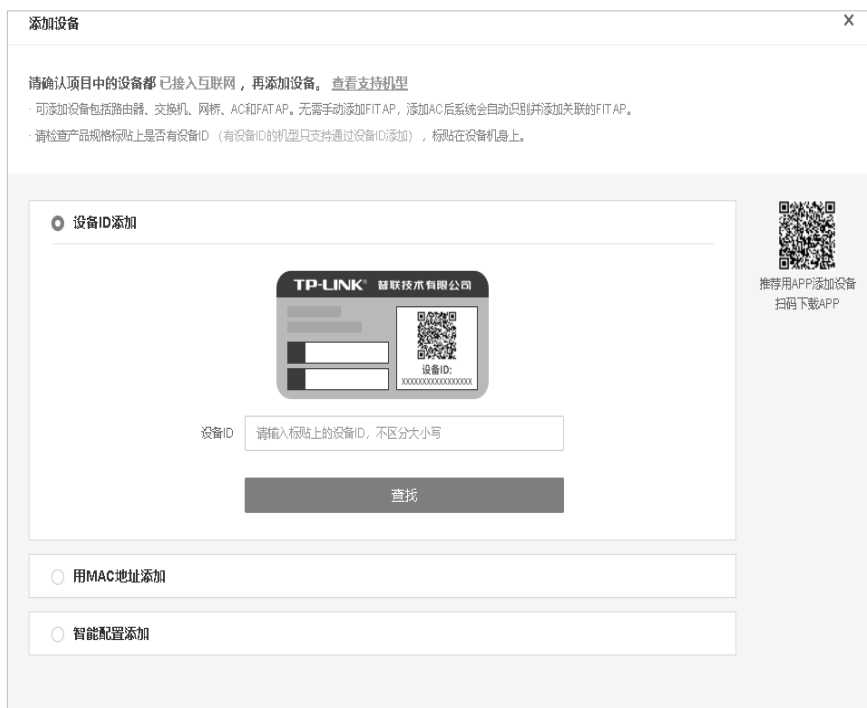 添加设备
X
请确认项目中的设备都 已接入互联网 ，再添加设备。 查看支持机型
· 可添加设备包括路由器、交换机、网桥、AC和FATAP。无需手动添加FITAP，添加AC后系统会自动识别并添加关联的FITAP。
· 请检查产品规格标贴上是否有设备ID （有设备ID的机型只支持通过设备ID添加） ，标贴在设备机身上。
设备ID添加
TP-LINK® 普联技术有限公司
设备ID:
XXXXXXXXXXXXXXXXX
设备ID 请输入标贴上的设备ID，不区分大小写
查找
用MAC地址添加
智能配置添加
推荐用APP添加设备
扫码下载APP